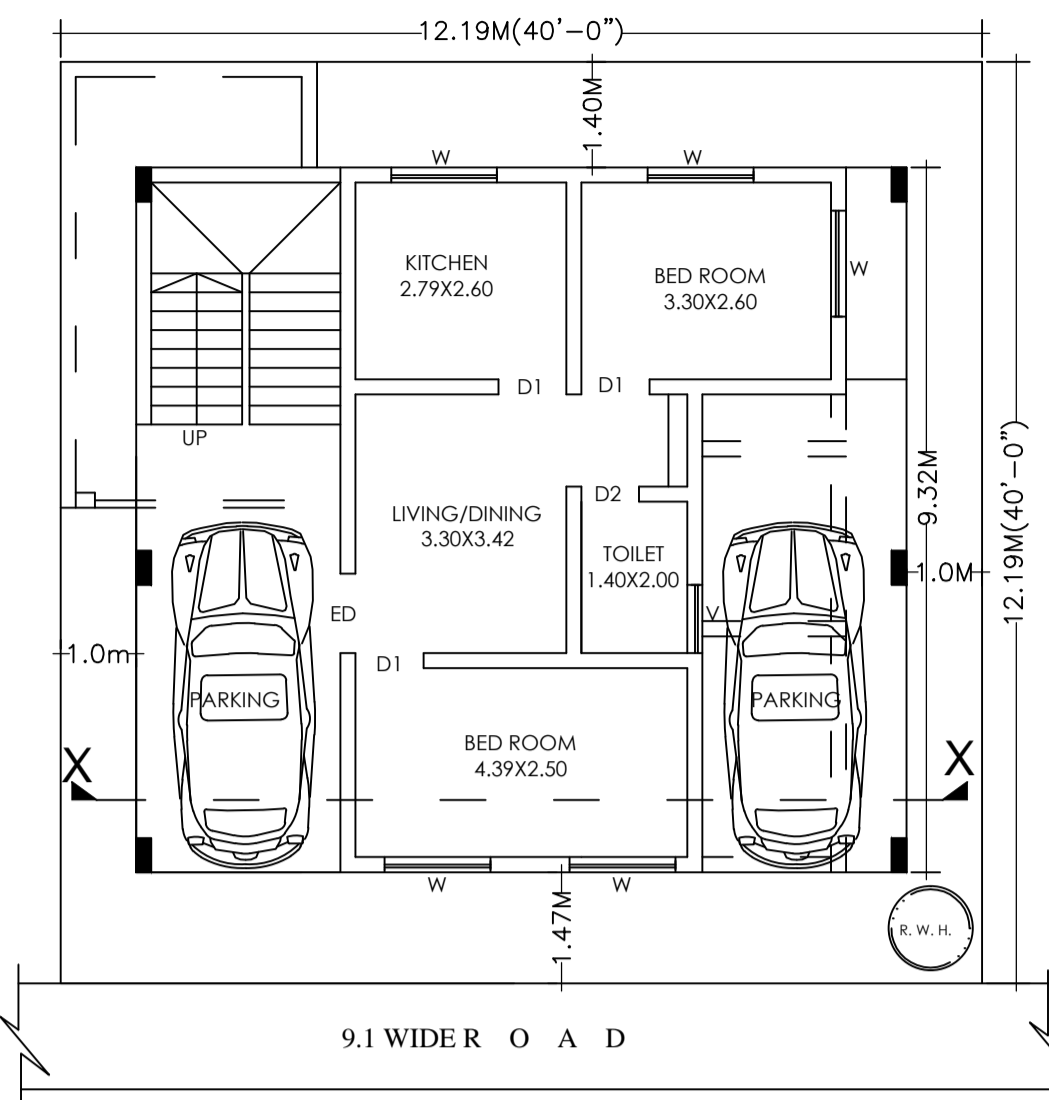 12.19M(40'-0")
1.40M
W
W
KITCHEN
2.79X2.60
BED ROOM
3.30X2.60
W
D1
D1
UP
9.32M
12.19M(40'-0")
D2
LIVING/DINING
3.30X3.42
TOILET
1.40X2.00
1.0M
ED
V
1.0m
D1
PARKING
PARKING
BED ROOM
4.39X2.50
X
X
W
W
1.47M
R. W. H.
9.1 WIDE R O A D